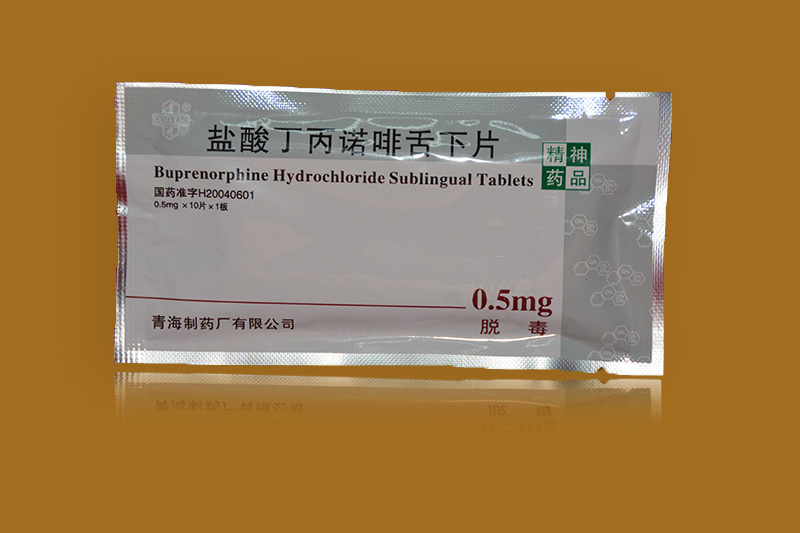 盐酸丁丙诺啡舌下片
Buprenorphine Hydrochloride Sublingual Tablets
精神
药品
国药准字H20040601
0.5mg ×10片×1板
0.5mg
脱 毒
青海制药厂有限公司